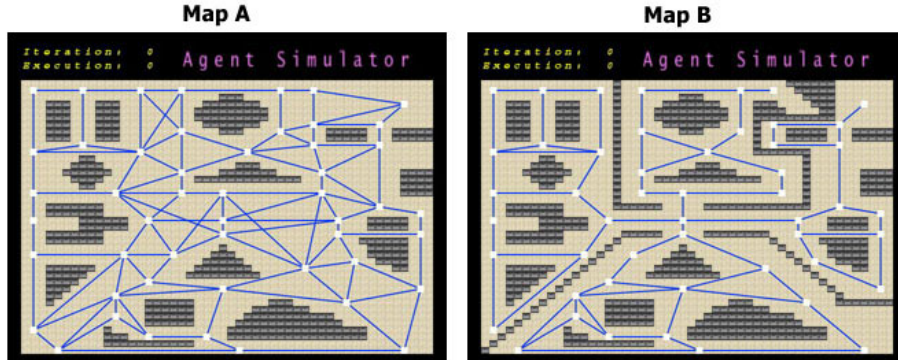 Map A
Map B
Iteration: 0
Execution: 0
Agent Simulator
Iteration: 0
Execution: 0
Agent Simulator